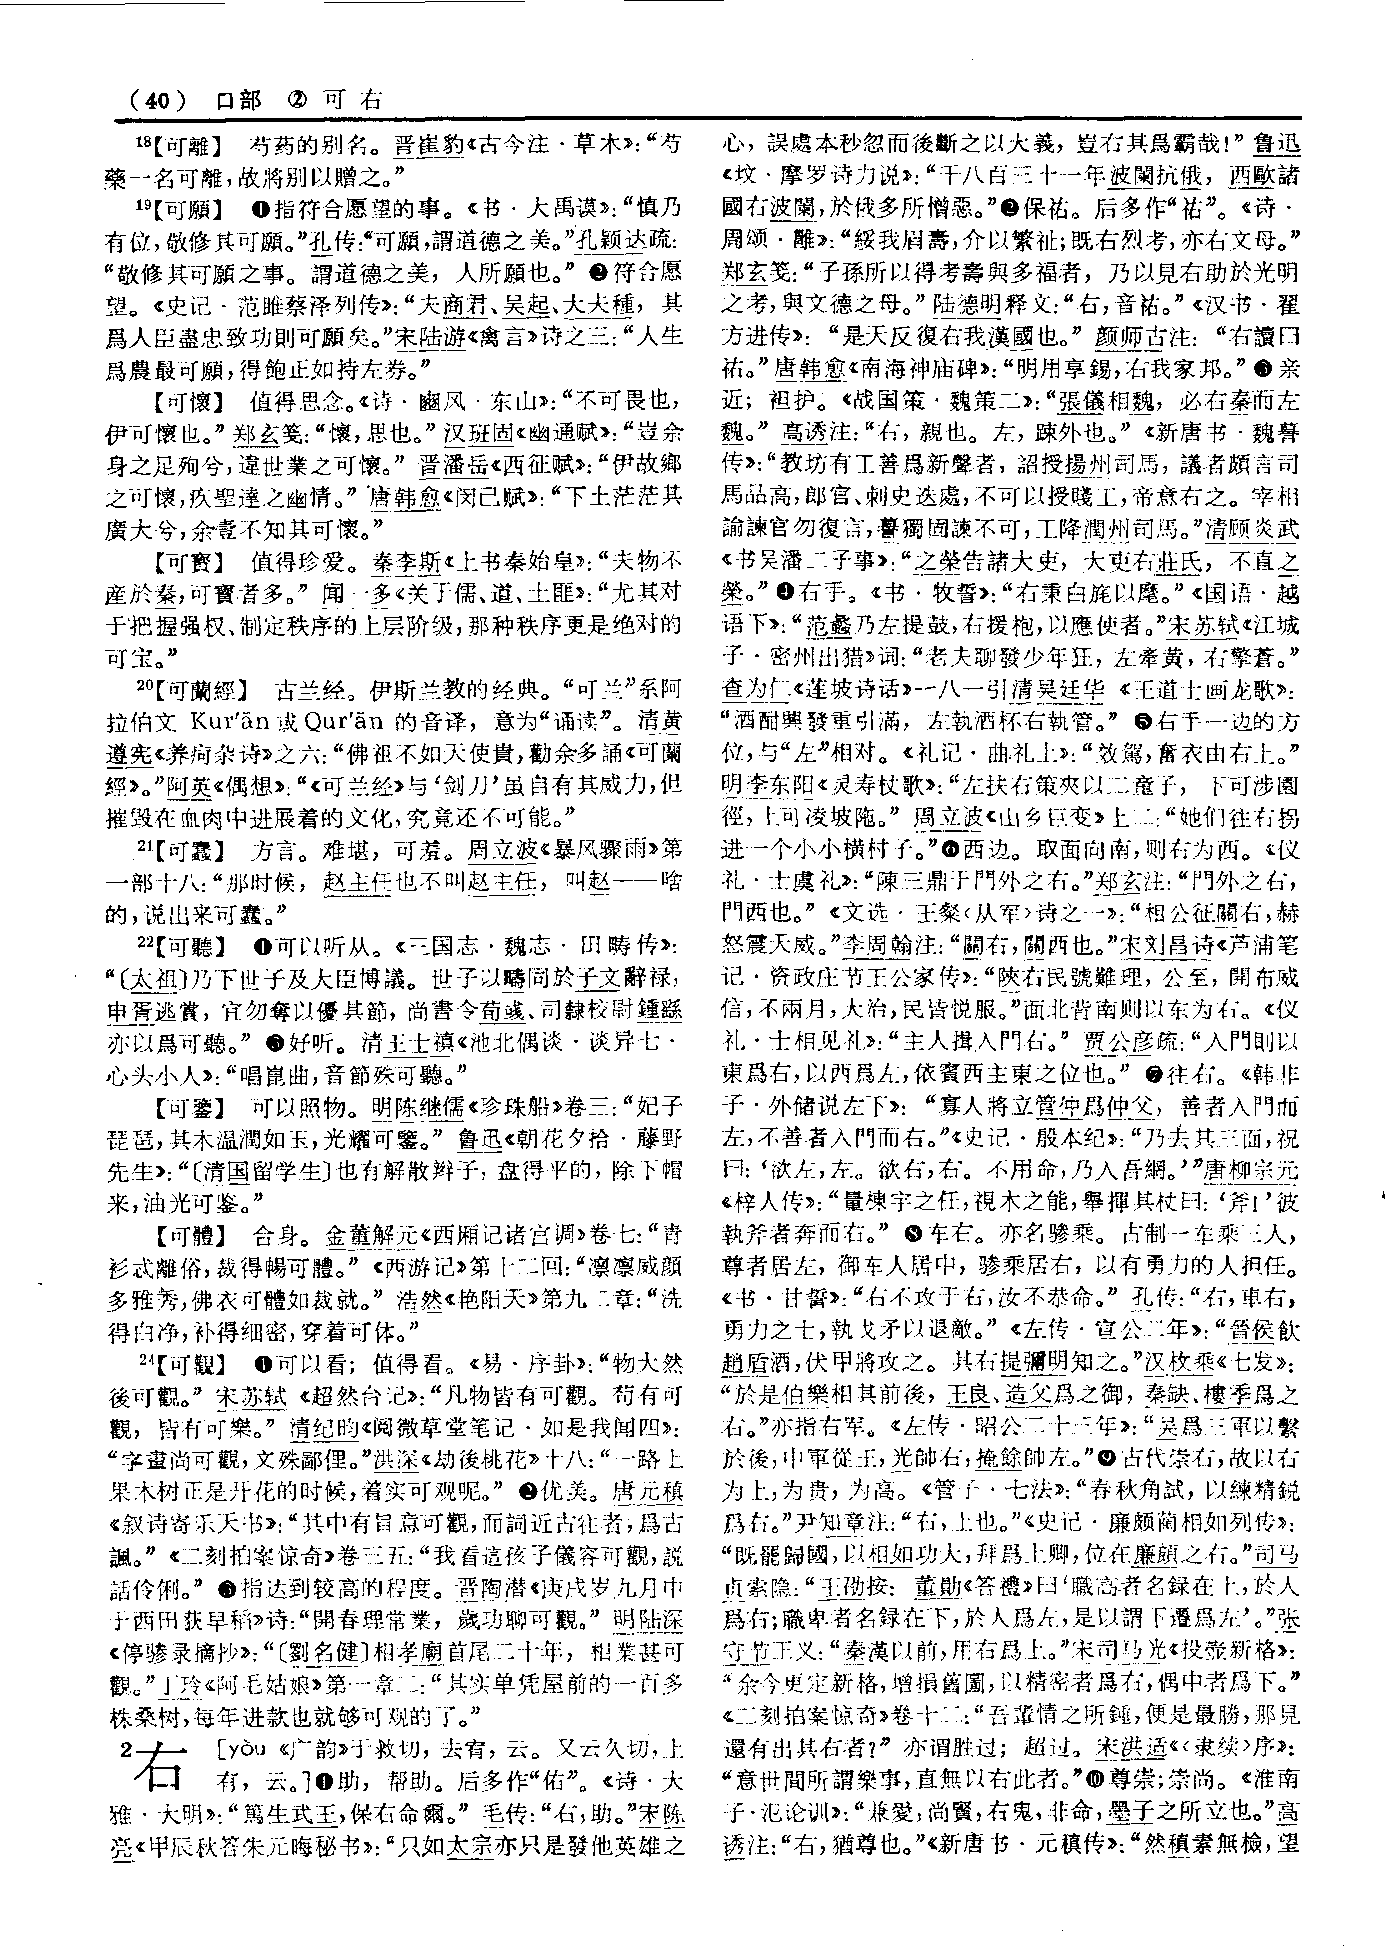 (40) 口部 ② 可右
18【可離】 芍药的别名。晋崔豹《古今注·草木》：“芍
藥一名可離，故將别以贈之。”
19【可願】 ❶指符合愿望的事。《书·大禹谟》：“慎乃
有位，敬修其可願。”孔传：“可願，謂道德之美。”孔颖达疏：
“敬修其可願之事。謂道德之美，人所願也。” ❷符合愿
望。《史记·范雎蔡泽列传》：“夫商君、吴起、大夫種，其
爲人臣盡忠致功則可願矣。”宋陆游《禽言》诗之三：“人生
爲農最可願，得飽正如持左券。”
【可懷】 值得思念。《诗·豳风·东山》：“不可畏也，
伊可懷也。”郑玄笺：“懷，思也。”汉班固《幽通赋》：“豈余
身之足殉兮，違世業之可懷。” 晋潘岳《西征赋》：“伊故鄉
之可懷，疚聖達之幽情。” 唐韩愈《闵己赋》：“下土茫茫其
廣大兮，余壹不知其可懷。”
【可寳】 值得珍爱。秦李斯《上书秦始皇》：“夫物不
産於秦，可寳者多。” 闻一多《关于儒、道、土匪》：“尤其对
于把握强权、制定秩序的上层阶级，那种秩序更是绝对的
可宝。”
20【可蘭經】 古兰经。伊斯兰教的经典。“可兰”系阿
拉伯文 Kur'ān 或 Qur'ān 的音译，意为“诵读”。清黄
遵宪《养疴杂诗》之六：“佛祖不如天使貴，勸余多誦《可蘭
經》。”阿英《偶想》：“《可兰经》与‘剑刀’虽自有其威力，但
摧毁在血肉中进展着的文化，究竟还不可能。”
21【可蠚】 方言。难堪，可羞。周立波《暴风骤雨》第
一部十八：“那时候，赵主任也不叫赵主任，叫赵——啥
的，说出来可蠚。”
22【可聽】 ❶可以听从。《三国志·魏志·田畴传》：
“〔太祖〕乃下世子及大臣博議。世子以疇同於子文辭禄，
申胥逃賞，宜勿奪以優其節，尚書令荀彧、司隸校尉鍾繇
亦以爲可聽。” ❷好听。清王士禛《池北偶谈·谈异七·
心头小人》：“唱崑曲，音節殊可聽。”
【可鑒】 可以照物。明陈继儒《珍珠船》卷三：“妃子
琵琶，其木温潤如玉，光耀可鑒。” 鲁迅《朝花夕拾·藤野
先生》：“〔清国留学生〕也有解散辫子，盘得平的，除下帽
来，油光可鉴。”
【可體】 合身。金董解元《西厢记诸宫调》卷七：“青
衫忒離俗，裁得暢可體。” 《西游记》第十二回：“凛凛威顔
多雅秀，佛衣可體如裁就。” 浩然《艳阳天》第九二章：“洗
得白净，补得细密，穿着可体。”
24【可觀】 ❶可以看；值得看。《易·序卦》：“物大然
後可觀。” 宋苏轼《超然台记》：“凡物皆有可觀。苟有可
觀，皆有可樂。” 清纪昀《阅微草堂笔记·如是我闻四》：
“字畫尚可觀，文殊鄙俚。”洪深《劫後桃花》十八：“一路上
果木树正是开花的时候，着实可观呢。” ❷优美。唐元稹
《叙诗寄乐天书》：“其中有旨意可觀，而詞近古往者，爲古
諷。” 《二刻拍案惊奇》卷三五：“我看這孩子儀容可觀，説
話伶俐。” ❸指达到较高的程度。晋陶潜《庚戌岁九月中
于西田获早稻》诗：“開春理常業，歲功聊可觀。” 明陆深
《停骖录摘抄》：“〔劉名健〕相孝廟首尾二十年，相業甚可
觀。”丁玲《阿毛姑娘》第一章二：“其实单凭屋前的一百多
株桑树，每年进款也就够可观的了。”
2右 [yòu 《广韵》于救切，去宥，云。又云久切，上
有，云。]❶助，帮助。后多作“佑”。《诗·大
雅·大明》：“篤生武王，保右命爾。” 毛传：“右，助。”宋陈
亮《甲辰秋答朱元晦秘书》：“只如太宗亦只是發他英雄之
心，誤處本秒忽而後斷之以大義，豈右其爲霸哉！” 鲁迅
《坟·摩罗诗力说》：“千八百三十一年波闌抗俄，西歐諸
國右波闌，於俄多所憎惡。”❷保祐。后多作“祐”。《诗·
周颂·雝》：“綏我眉壽，介以繁祉；既右烈考，亦右文母。”
郑玄笺：“子孫所以得考壽與多福者，乃以見右助於光明
之考，與文德之母。” 陆德明释文：“右，音祐。”《汉书·翟
方进传》：“是天反復右我漢國也。” 颜师古注：“右讀曰
祐。”唐韩愈《南海神庙碑》：“明用享錫，右我家邦。”❸亲
近；袒护。《战国策·魏策二》：“張儀相魏，必右秦而左
魏。” 高诱注：“右，親也。左，踈外也。” 《新唐书·魏謩
传》：“教坊有工善爲新聲者，詔授揚州司馬，議者頗言司
馬品高，郎官、刺史迭處，不可以授賤工，帝意右之。宰相
諭諫官勿復言，謩獨固諫不可，工降潤州司馬。”清顾炎武
《书吴潘二子事》：“之榮告諸大吏，大吏右莊氏，不直之
榮。”❹右手。《书·牧誓》：“右秉白旄以麾。”《国语·越
语下》：“范蠡乃左提鼓，右援枹，以應使者。”宋苏轼《江城
子·密州出猎》词：“老夫聊發少年狂，左牽黄，右擎蒼。”
查为仁《莲坡诗话》一八一引清吴廷华《王道士画龙歌》：
“酒酣興發重引滿，左執酒杯右執管。” ❺右手一边的方
位，与“左”相对。《礼记·曲礼上》：“效駕，奮衣由右上。”
明李东阳《灵寿杖歌》：“左扶右策夾以二童子，下可涉園
徑，上可凌坡陁。” 周立波《山乡巨变》上二：“她们往右拐
进一个小小横村子。”❻西边。取面向南，则右为西。《仪
礼·士虞礼》：“陳三鼎于門外之右。”郑玄注：“門外之右，
門西也。” 《文选·王粲〈从军〉诗之一》：“相公征關右，赫
怒震天威。”李周翰注：“關右，關西也。”宋刘昌诗《芦浦笔
记·资政庄节王公家传》：“陝右民號難理，公至，開布威
信，不兩月，大治，民皆悦服。”面北背南则以东为右。《仪
礼·士相见礼》：“主人揖入門右。” 贾公彦疏：“入門則以
東爲右，以西爲左，依賓西主東之位也。” ❼往右。《韩非
子·外储说左下》：“寡人將立管仲爲仲父，善者入門而
左，不善者入門而右。”《史记·殷本纪》：“乃去其三面，祝
曰：‘欲左，左。欲右，右。不用命，乃入吾網。’”唐柳宗元
《梓人传》：“量棟宇之任，視木之能，舉揮其杖曰：‘斧！’彼
執斧者奔而右。” ❽车右。亦名骖乘。古制一车乘三人，
尊者居左，御车人居中，骖乘居右，以有勇力的人担任。
《书·甘誓》：“右不攻于右，汝不恭命。” 孔传：“右，車右，
勇力之士，執戈矛以退敵。” 《左传·宣公二年》：“晉侯飲
趙盾酒，伏甲將攻之。其右提彌明知之。”汉枚乘《七发》：
“於是伯樂相其前後，王良、造父爲之御，秦缺、樓季爲之
右。”亦指右军。《左传·昭公二十三年》：“吴爲三軍以繫
於後，中軍從王，光帥右，掩餘帥左。”❾古代崇右，故以右
为上，为贵，为高。《管子·七法》：“春秋角試，以練精鋭
爲右。”尹知章注：“右，上也。”《史记·廉颇蔺相如列传》：
“既罷歸國，以相如功大，拜爲上卿，位在廉頗之右。”司马
贞索隐：“王劭按：董勛《答禮》曰‘職高者名録在上，於人
爲右；職卑者名録在下，於人爲左，是以謂下遷爲左’。”张
守节正义：“秦漢以前，用右爲上。”宋司马光《投壶新格》：
“余今更定新格，增損舊圖，以精密者爲右，偶中者爲下。”
《二刻拍案惊奇》卷十二：“吾輩情之所鍾，便是最勝，那見
還有出其右者？” 亦谓胜过；超过。宋洪适《〈隶续〉序》：
“意世間所謂樂事，直無以右此者。”❿尊崇；崇尚。《淮南
子·氾论训》：“兼愛，尚賢，右鬼，非命，墨子之所立也。”高
诱注：“右，猶尊也。”《新唐书·元稹传》：“然稹素無檢，望